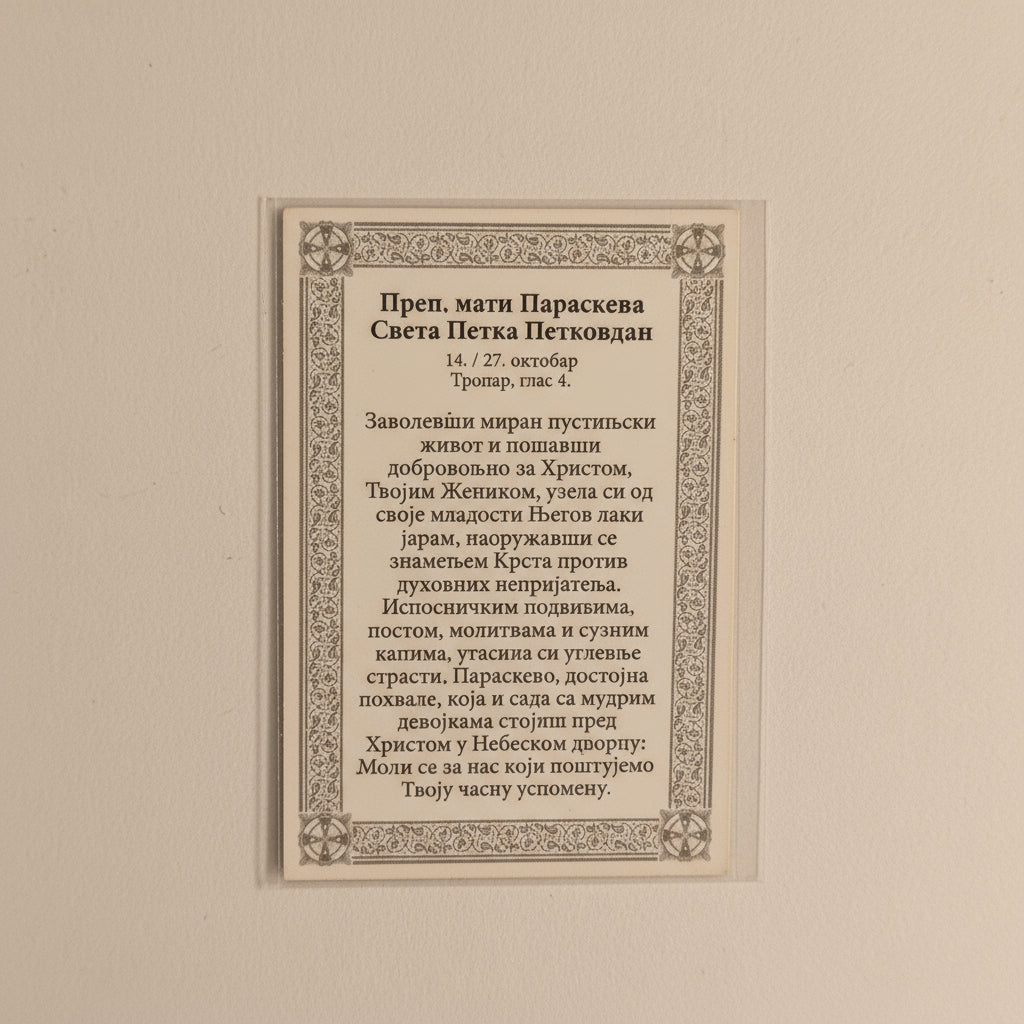 Преп. мати Параскева
Света Петка Петковдан
14. / 27. октобар
Тропар, глас 4.
Заволевши миран пустињски
живот и пошавши
добровољно за Христом,
Твојим Жеником, узела си од
своје младости Његов лаки
јарам, наоружавши се
знамењем Крста против
духовних непријатеља.
Испосничким подвизима,
постом, молитвама и сузним
капима, утасила си углевље
страсти. Параскево, достојна
похвале, која и сада са мудрим
девојкама стојиш пред
Христом у Небеском дворцу:
Моли се за нас који поштујемо
Твоју часну успомену.